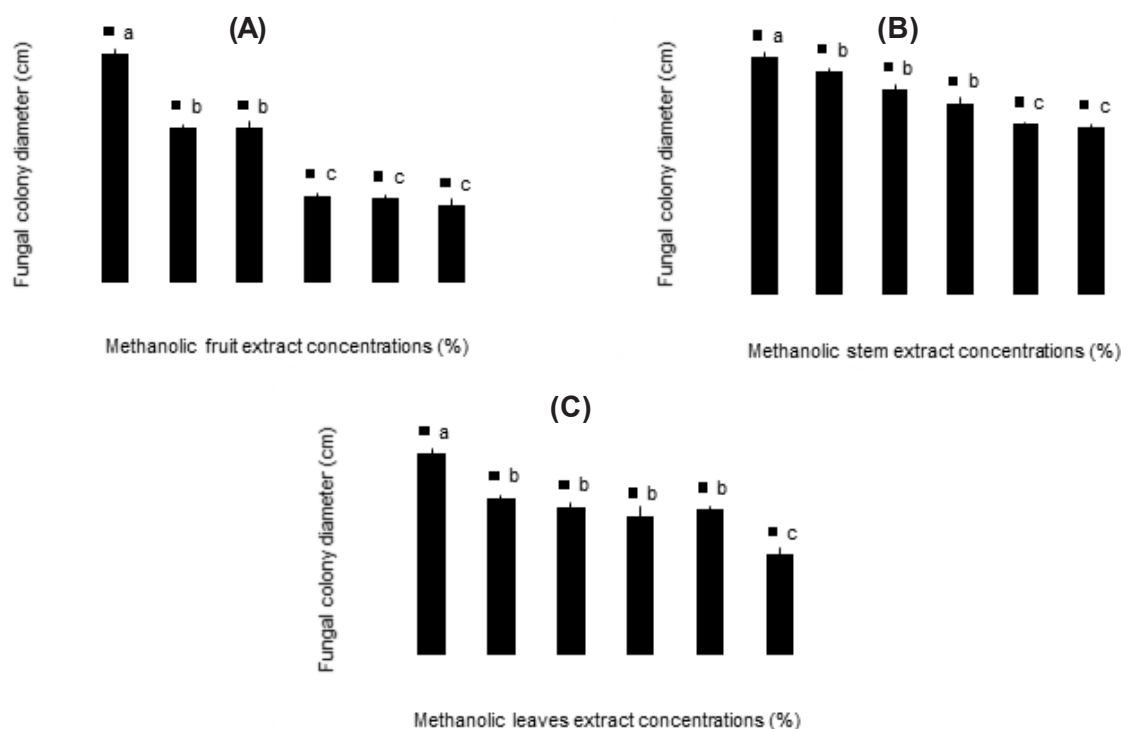 (A)
Fungal colony diameter (cm)
a
b
b
c
c
c
Methanolic fruit extract concentrations (%)
(B)
Fungal colony diameter (cm)
a
b
b
b
c
c
Methanolic stem extract concentrations (%)
(C)
Fungal colony diameter (cm)
a
b
b
b
b
c
Methanolic leaves extract concentrations (%)